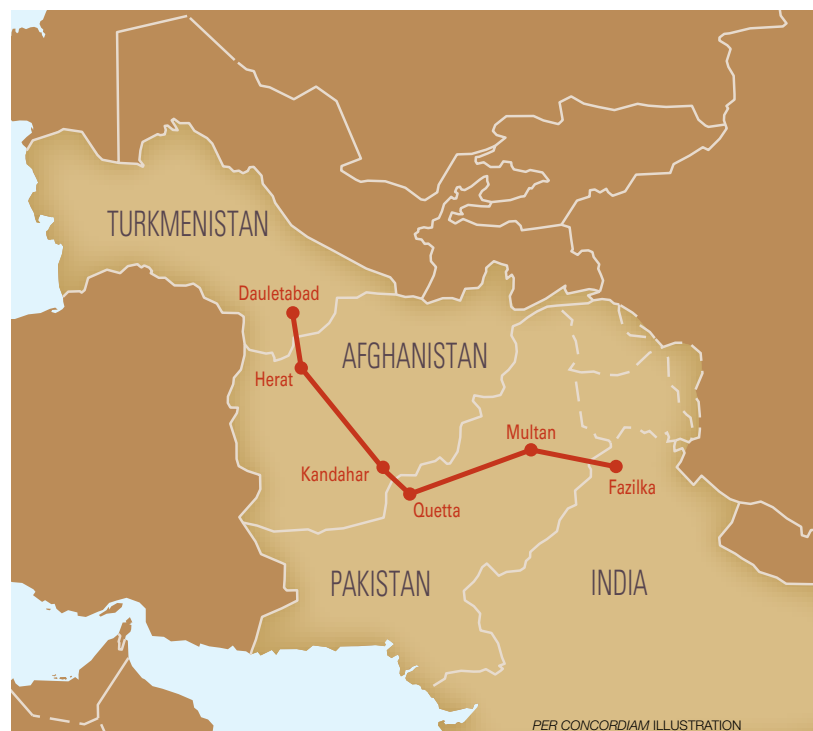 TURKMENISTAN
Dauletabad
AFGHANISTAN
Herat
Multan
Kandahar
Fazilka
Quetta
PAKISTAN
INDIA
PER CONCORDIAM ILLUSTRATION